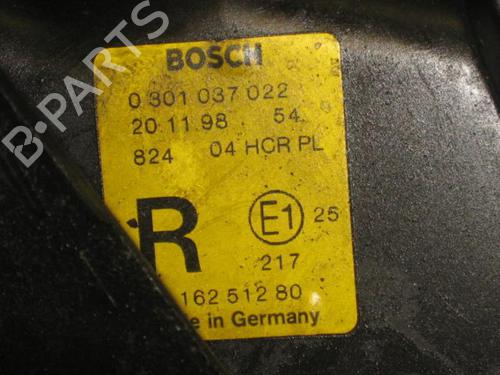 B-PARTS
BOSCH
0 301 037 022
20 11 98 54
824 04 HCR PL
R E1 25
217
162 512 80
in Germany